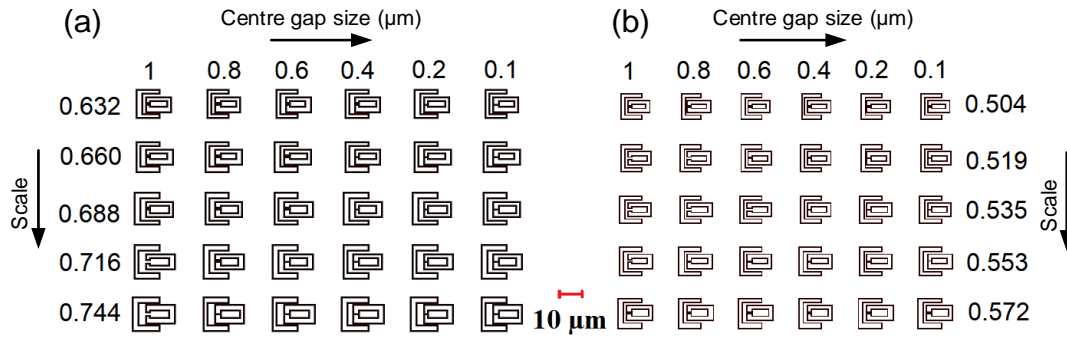 (a)
Centre gap size (µm)
1 0.8 0.6 0.4 0.2 0.1
0.632
0.660
0.688
0.716
0.744
Scale
10 µm
(b)
Centre gap size (µm)
1 0.8 0.6 0.4 0.2 0.1
0.504
0.519
0.535
0.553
0.572
Scale